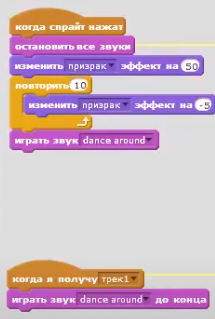 когда спрайт нажат
остановить все звуки
изменить призрак эффект на 50
повторить 10
изменить призрак эффект на -5
играть звук dance around
когда я получу трек1
играть звук dance around до конца